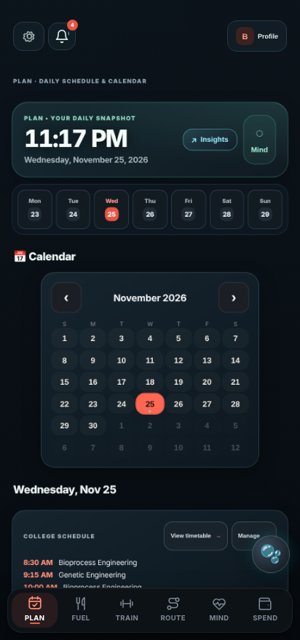 4
B Profile
PLAN · DAILY SCHEDULE & CALENDAR
PLAN • YOUR DAILY SNAPSHOT
11:17 PM
Wednesday, November 25, 2026
Insights
Mind
Mon Tue Wed Thu Fri Sat Sun
23 24 25 26 27 28 29
Calendar
November 2026
S M T W T F S
1 2 3 4 5 6 7
8 9 10 11 12 13 14
15 16 17 18 19 20 21
22 23 24 25 26 27 28
29 30 1 2 3 4 5
6 7 8 9 10 11 12
Wednesday, Nov 25
COLLEGE SCHEDULE
View timetable
Manage
8:30 AM Bioprocess Engineering
9:15 AM Genetic Engineering
10:00 AM Bioprocess Engineering
PLAN FUEL TRAIN ROUTE MIND SPEND